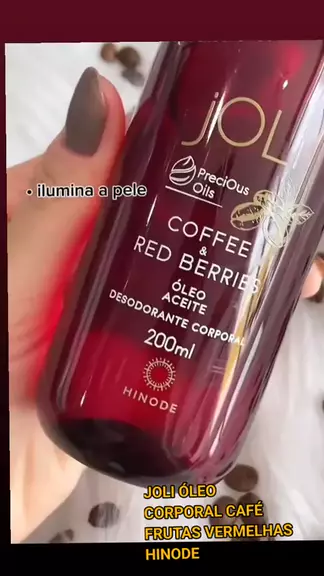 jOL
PreciOus
Oils
• ilumina a pele
COFFEE
&
RED BERRIES
ÓLEO
ACEITE
DESODORANTE CORPORAL
200ml
HINODE
JOLI ÓLEO
CORPORAL CAFÉ
FRUTAS VERMELHAS
HINODE